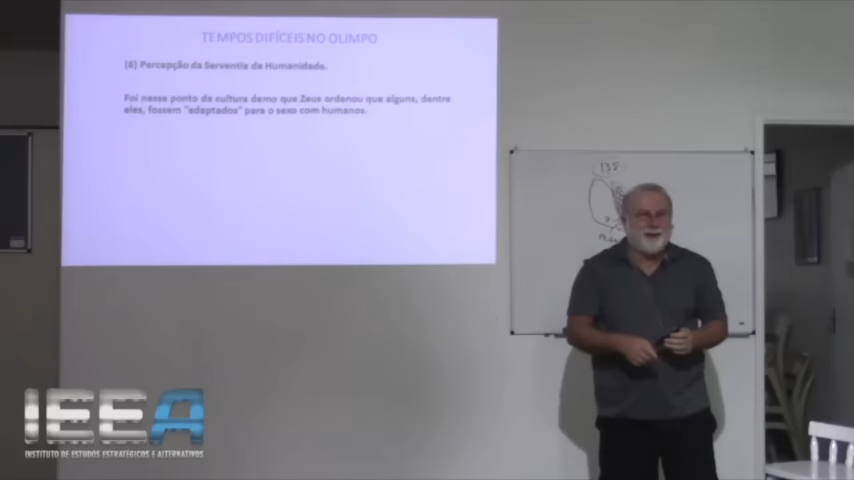 TEMPOS DIFÍCEIS NO OLIMPO
(6) Percepção da Serventia da Humanidade.
Foi nesse ponto da cultura demo que Zeus ordenou que alguns, dentre
eles, fossem "adaptados" para o sexo com humanos.
135
IEEA
INSTITUTO DE ESTUDOS ESTRATÉGICOS E ALTERNATIVOS